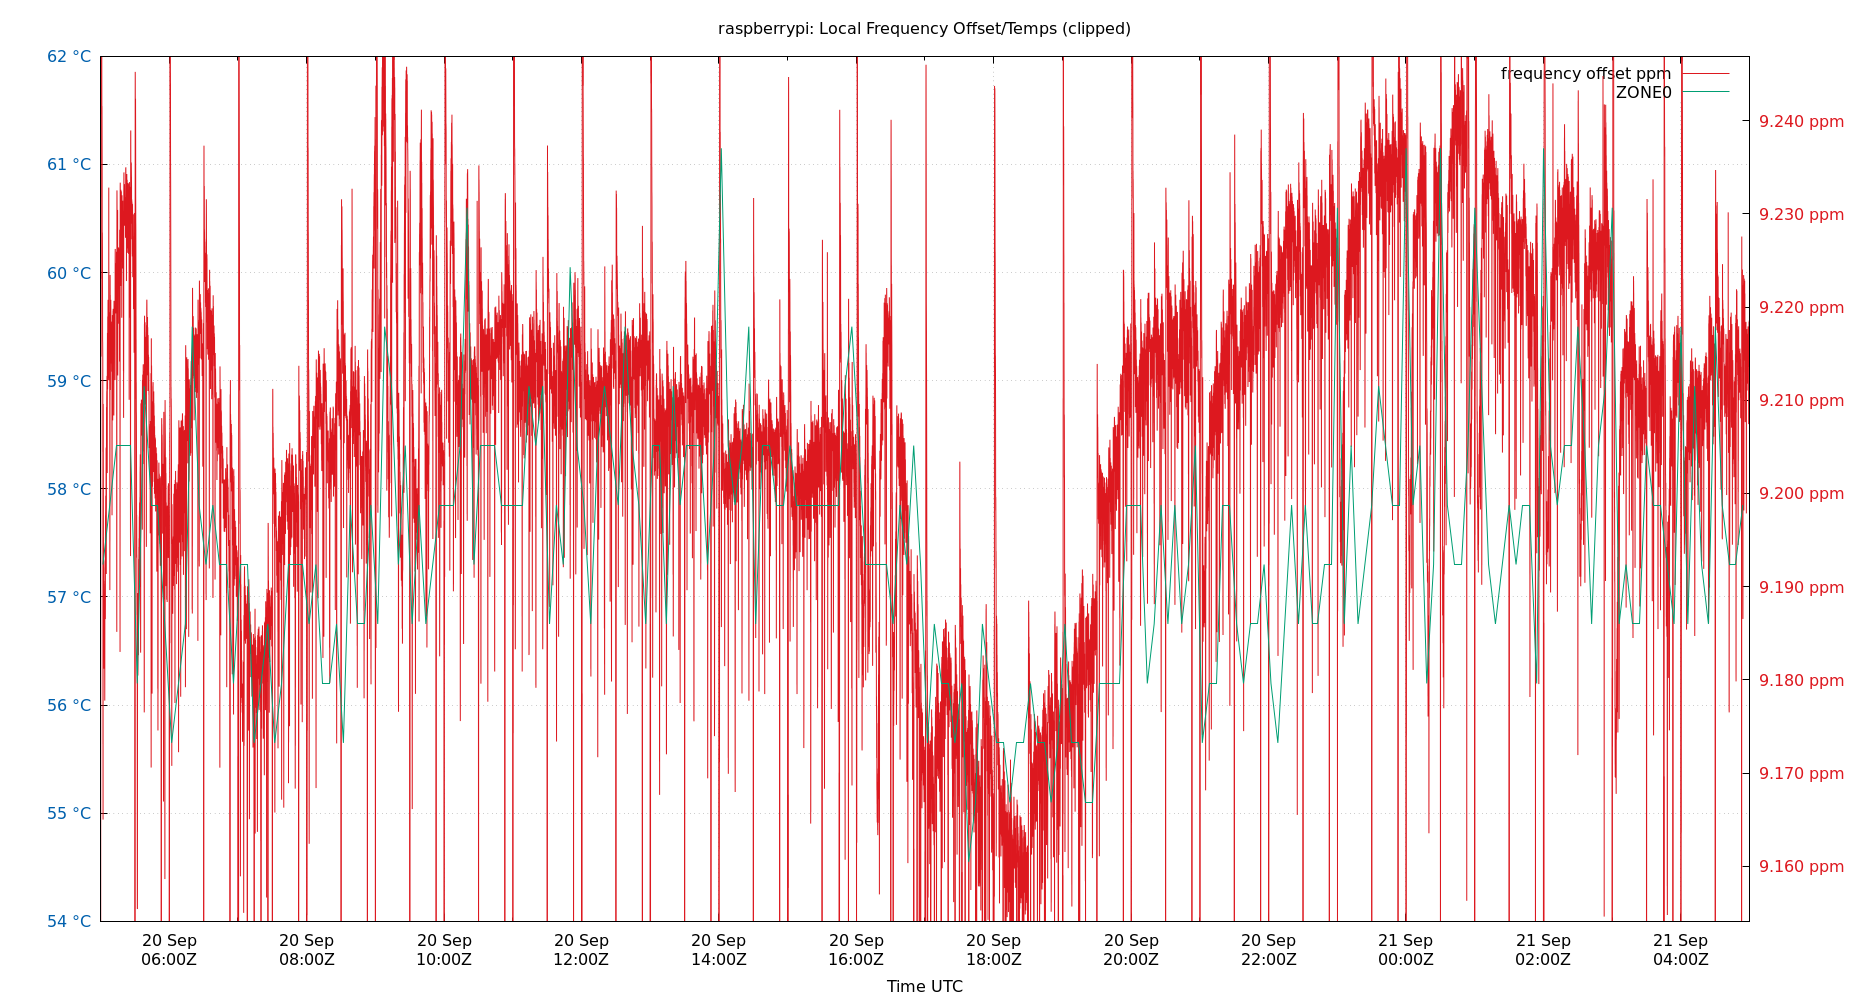 raspberrypi: Local Frequency Offset/Temps (clipped)
62 °C
61 °C
60 °C
59 °C
58 °C
57 °C
56 °C
55 °C
54 °C
frequency offset ppm
ZONE0
9.240 ppm
9.230 ppm
9.220 ppm
9.210 ppm
9.200 ppm
9.190 ppm
9.180 ppm
9.170 ppm
9.160 ppm
20 Sep 20 Sep 20 Sep 20 Sep 20 Sep 20 Sep 20 Sep 20 Sep 20 Sep 21 Sep 21 Sep 21 Sep
06:00Z 08:00Z 10:00Z 12:00Z 14:00Z 16:00Z 18:00Z 20:00Z 22:00Z 00:00Z 02:00Z 04:00Z
Time UTC